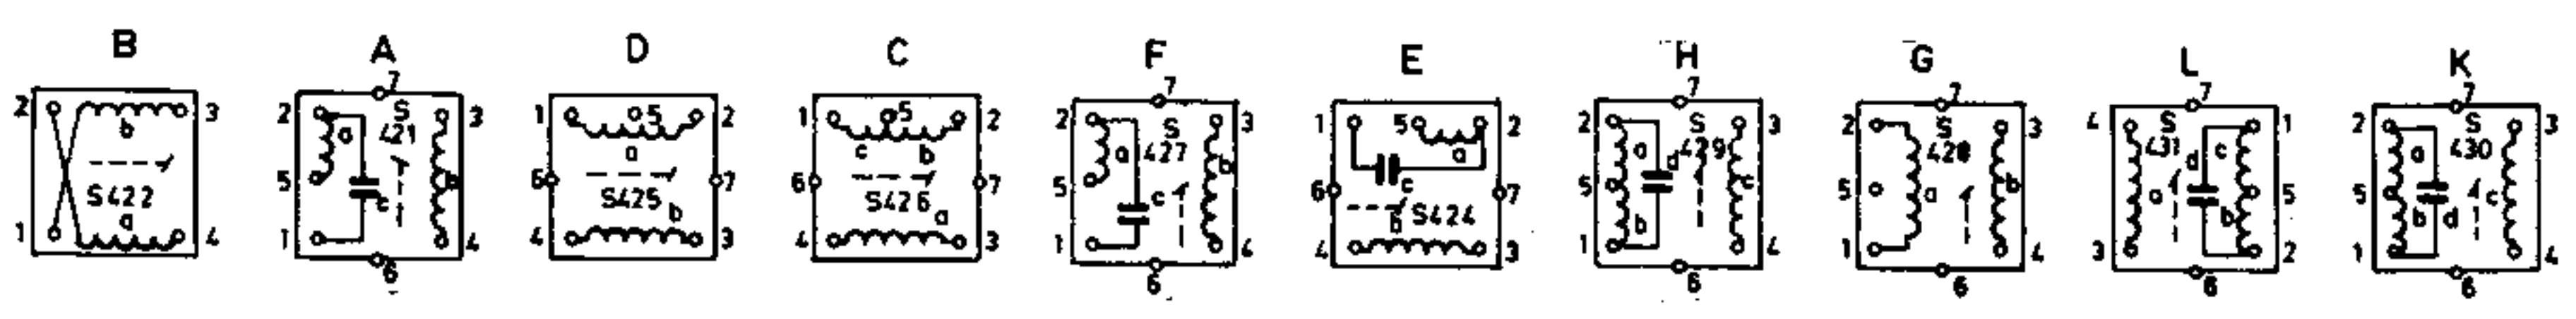 B A D C F E H G L K
2 3 b S422 a 1 4
7 2 a S 421 3 5 b c 1 4 6
1 5 2 a 6 7 S425 b 4 3
1 5 2 c b 6 7 S426 a 4 3
7 2 S 3 a 427 b 5 c 1 4 6
1 5 2 a c 6 7 b S424 4 3
7 2 S 3 a d 429 5 c b 1 4 6
7 2 S 3 428 5 a b 1 4 6
7 4 S 1 431 d c a 5 b 3 2 6
7 2 S 3 a 430 5 c b d 1 4 6